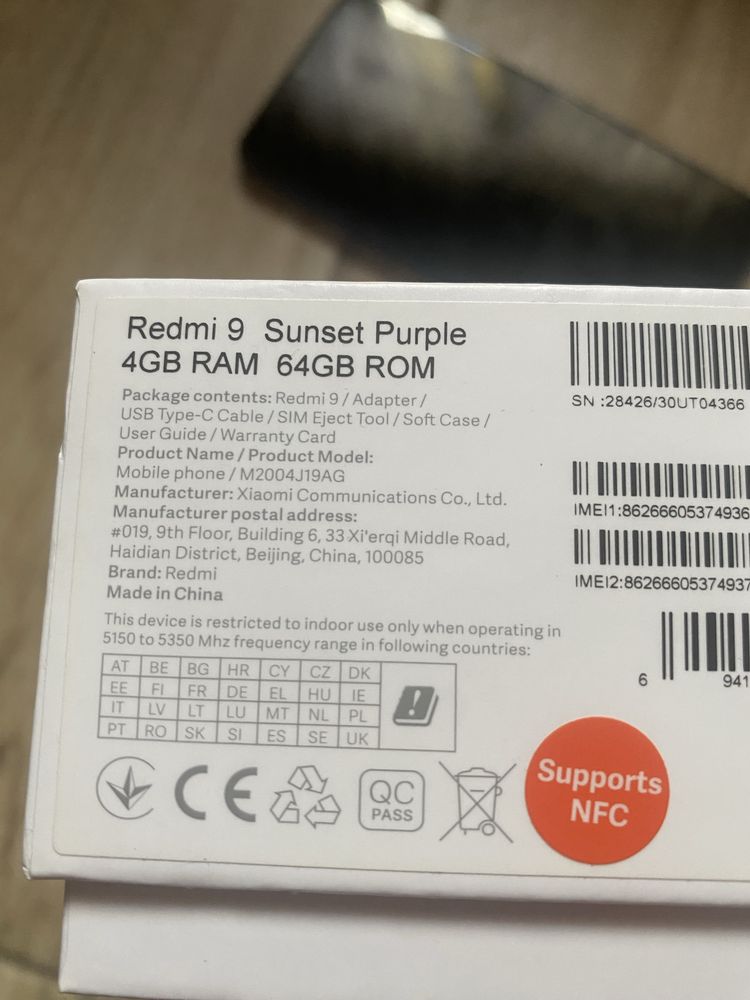 Redmi 9 Sunset Purple
4GB RAM 64GB ROM
Package contents: Redmi 9 / Adapter /
USB Type-C Cable / SIM Eject Tool / Soft Case /
User Guide / Warranty Card
Product Name / Product Model:
Mobile phone / M2004J19AG
Manufacturer: Xiaomi Communications Co., Ltd.
Manufacturer postal address:
#019, 9th Floor, Building 6, 33 Xi'erqi Middle Road,
Haidian District, Beijing, China, 100085
Brand: Redmi
Made in China
This device is restricted to indoor use only when operating in
5150 to 5350 Mhz frequency range in following countries:
AT BE BG HR CY CZ DK
EE FI FR DE EL HU IE
IT LV LT LU MT NL PL
PT RO SK SI ES SE UK
CE
QC
PASS
Supports
NFC
SN :28426/30UT04366
IMEI1:86266605374936
IMEI2:86266605374937
6 941